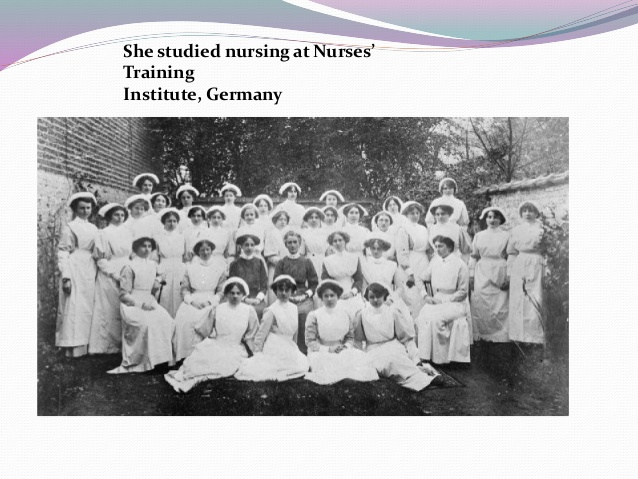 She studied nursing at Nurses’
Training
Institute, Germany